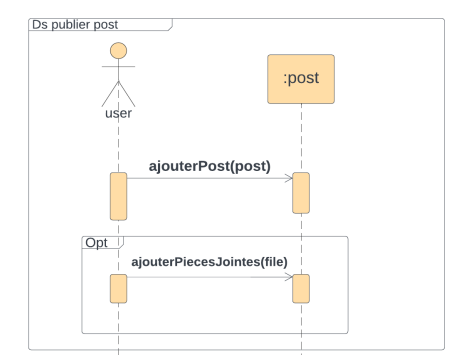 Ds publier post
:post
user
ajouterPost(post)
Opt
ajouterPiecesJointes(file)